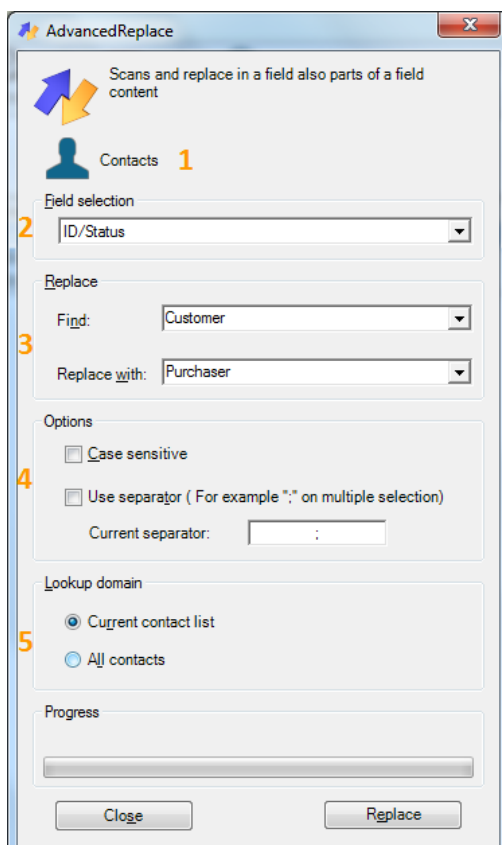 AdvancedReplace
Scans and replace in a field also parts of a field
content
Contacts 1
Field selection
2 ID/Status
Replace
Find: Customer
3
Replace with: Purchaser
Options
Case sensitive
4
Use separator ( For example ";" on multiple selection)
Current separator: ;
Lookup domain
Current contact list
5
All contacts
Progress
Close Replace